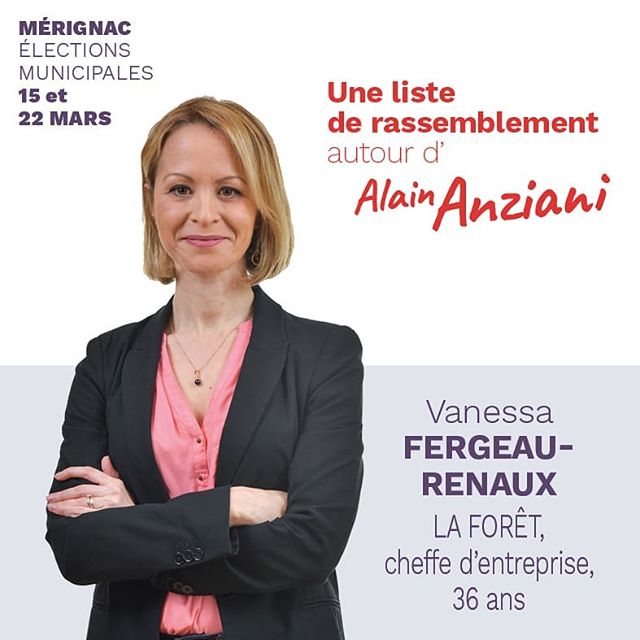 MÉRIGNAC
ÉLECTIONS
MUNICIPALES
15 et
22 MARS
Une liste
de rassemblement
autour d'
Alain Anziani
Vanessa
FERGEAU-
RENAUX
LA FORÊT,
cheffe d'entreprise,
36 ans